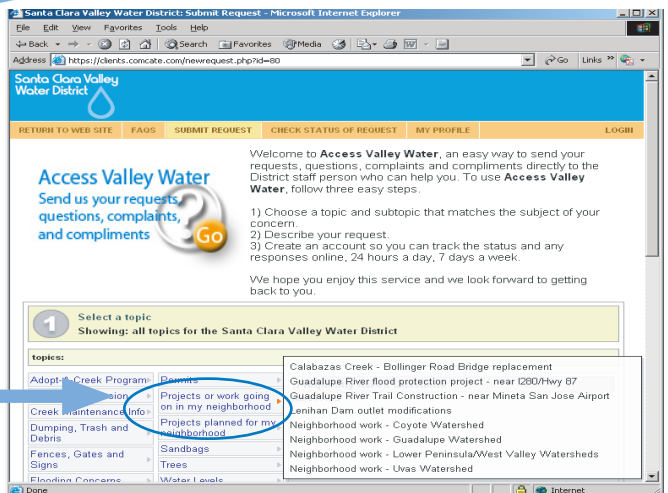 Santa Clara Valley Water District: Submit Request - Microsoft Internet Explorer
File Edit View Favorites Tools Help
Back Search Favorites Media
Address https://clients.comcate.com/newrequest.php?id=80 Go Links »
Santa Clara Valley
Water District
RETURN TO WEB SITE FAQS SUBMIT REQUEST CHECK STATUS OF REQUEST MY PROFILE LOGIN
Access Valley Water
Send us your requests,
questions, complaints,
and compliments
Go
Welcome to Access Valley Water, an easy way to send your
requests, questions, complaints and compliments directly to the
District staff person who can help you. To use Access Valley
Water, follow three easy steps.
1) Choose a topic and subtopic that matches the subject of your
concern.
2) Describe your request.
3) Create an account so you can track the status and any
responses online, 24 hours a day, 7 days a week.
We hope you enjoy this service and we look forward to getting
back to you.
1
Select a topic
Showing: all topics for the Santa Clara Valley Water District
topics:
Adopt-A-Creek Program
Creek Maintenance Info
Dumping, Trash and
Debris
Fences, Gates and
Signs
Flooding Concerns
Permits
Projects or work going
on in my neighborhood
Projects planned for my
neighborhood
Sandbags
Trees
Water Levels
Calabazas Creek - Bollinger Road Bridge replacement
Guadalupe River flood protection project - near I280/Hwy 87
Guadalupe River Trail Construction - near Mineta San Jose Airport
Lenihan Dam outlet modifications
Neighborhood work - Coyote Watershed
Neighborhood work - Guadalupe Watershed
Neighborhood work - Lower Peninsula/West Valley Watersheds
Neighborhood work - Uvas Watershed
Done Internet